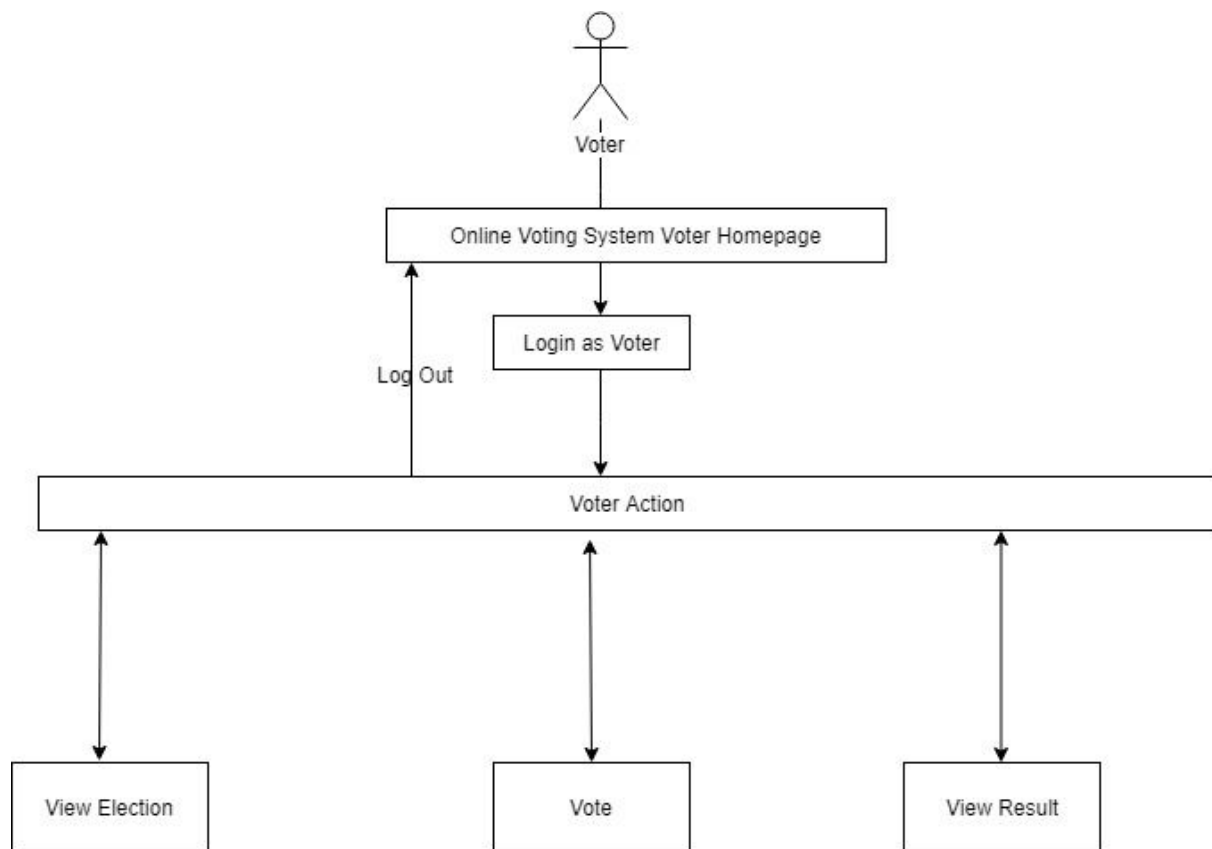 Voter
Online Voting System Voter Homepage
Login as Voter
Log Out
Voter Action
View Election
Vote
View Result